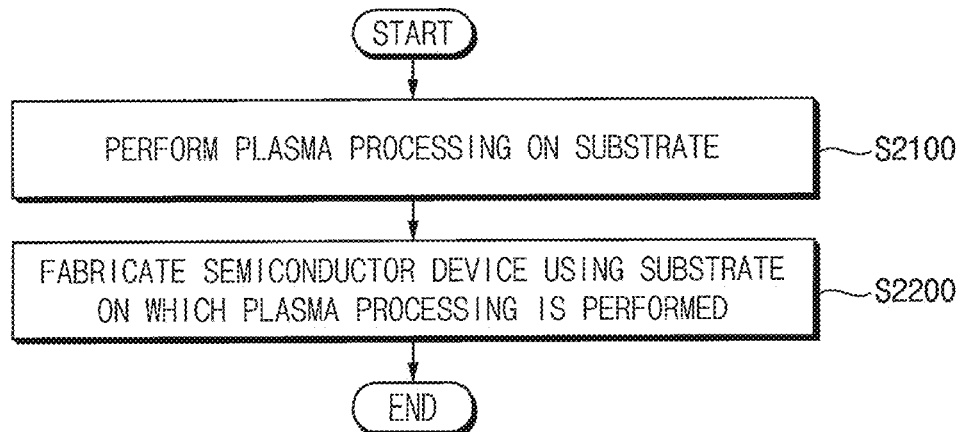 START
PERFORM PLASMA PROCESSING ON SUBSTRATE
S2100
FABRICATE SEMICONDUCTOR DEVICE USING SUBSTRATE
ON WHICH PLASMA PROCESSING IS PERFORMED
S2200
END